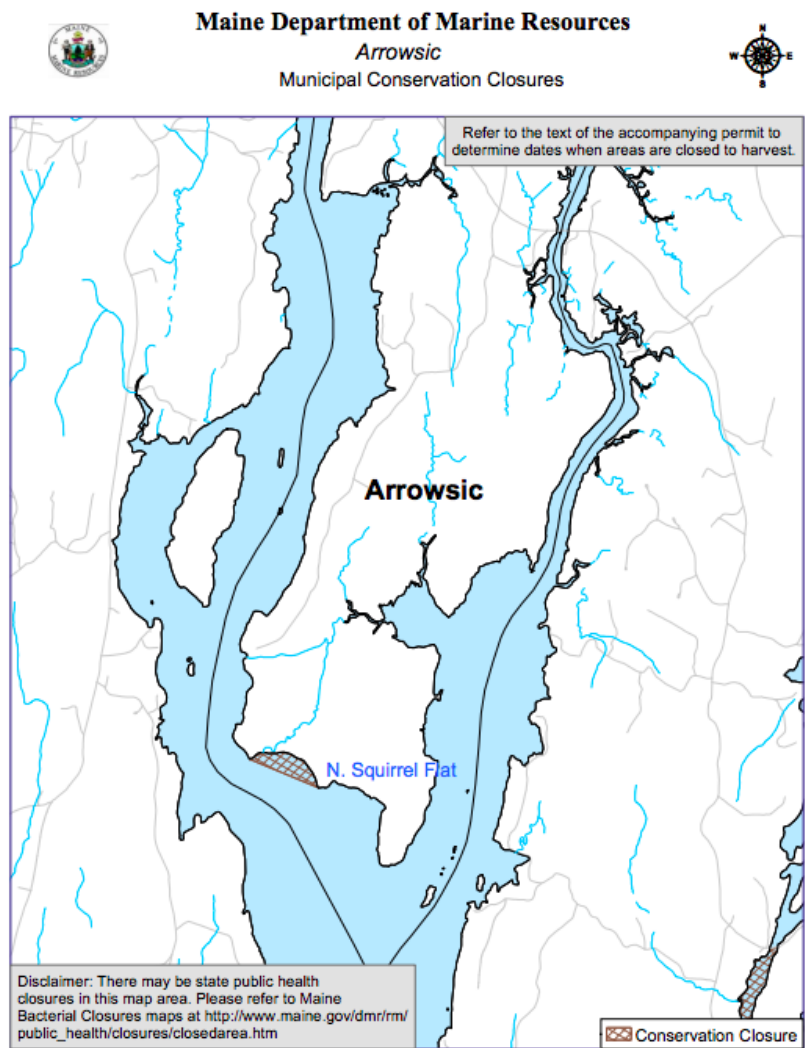 Maine Department of Marine Resources
Arrowsic
Municipal Conservation Closures
N
W E
S
Refer to the text of the accompanying permit to
determine dates when areas are closed to harvest.
Arrowsic
N. Squirrel Flat
Disclaimer: There may be state public health
closures in this map area. Please refer to Maine
Bacterial Closures maps at http://www.maine.gov/dmr/rm/
public_health/closures/closedarea.htm
Conservation Closure